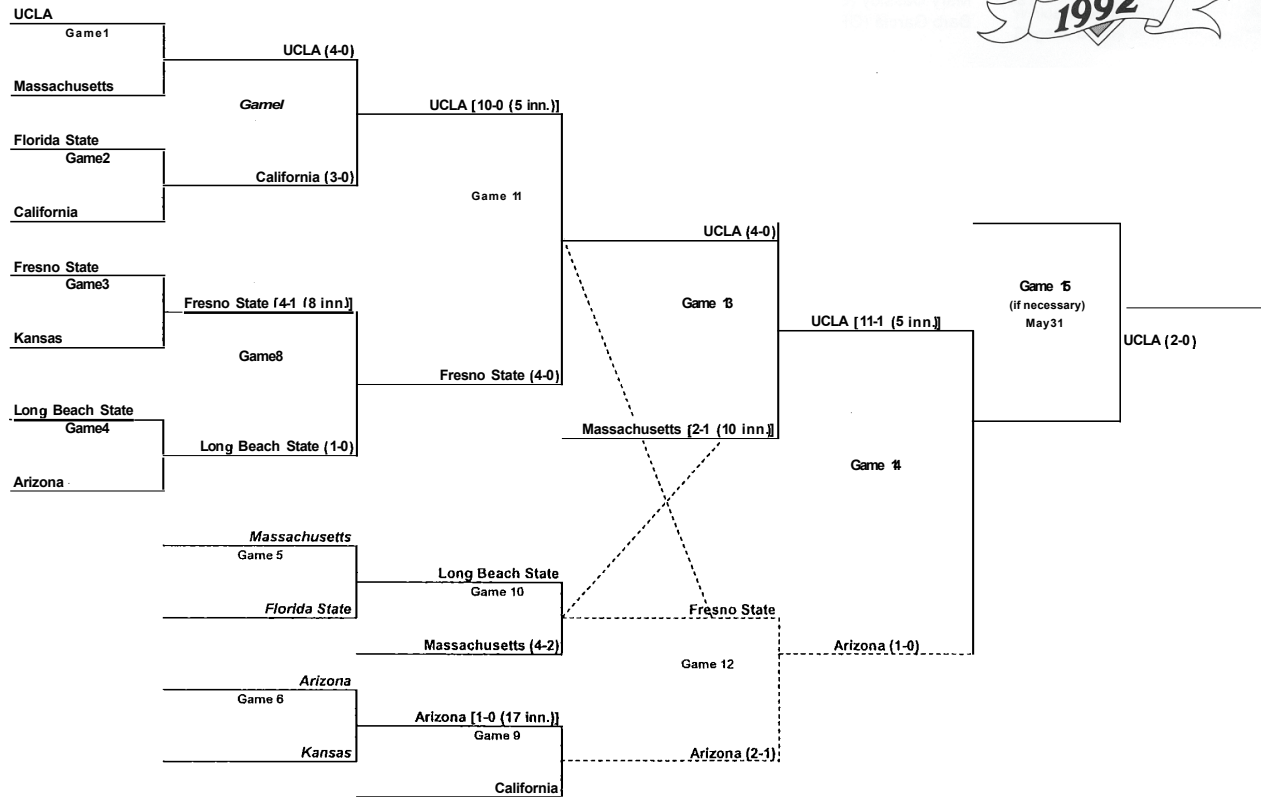 1992
UCLA
Game1
UCLA (4-0)
Massachusetts
Gamel
UCLA [10-0 (5 inn.)]
Florida State
Game2
California (3-0)
California
Game 11
UCLA (4-0)
Fresno State
Game3
Fresno State [4-1 (8 inn.)]
Kansas
Game8
Game 13
Game 15
(if necessary)
May31
UCLA [11-1 (5 inn.)]
UCLA (2-0)
Fresno State (4-0)
Long Beach State
Game4
Long Beach State (1-0)
Arizona
Massachusetts [2-1 (10 inn.)]
Game 14
Massachusetts
Game 5
Florida State
Long Beach State
Game 10
Massachusetts (4-2)
Fresno State
Game 12
Arizona (1-0)
Arizona
Game 6
Kansas
Arizona [1-0 (17 inn.)]
Game 9
California
Arizona (2-1)